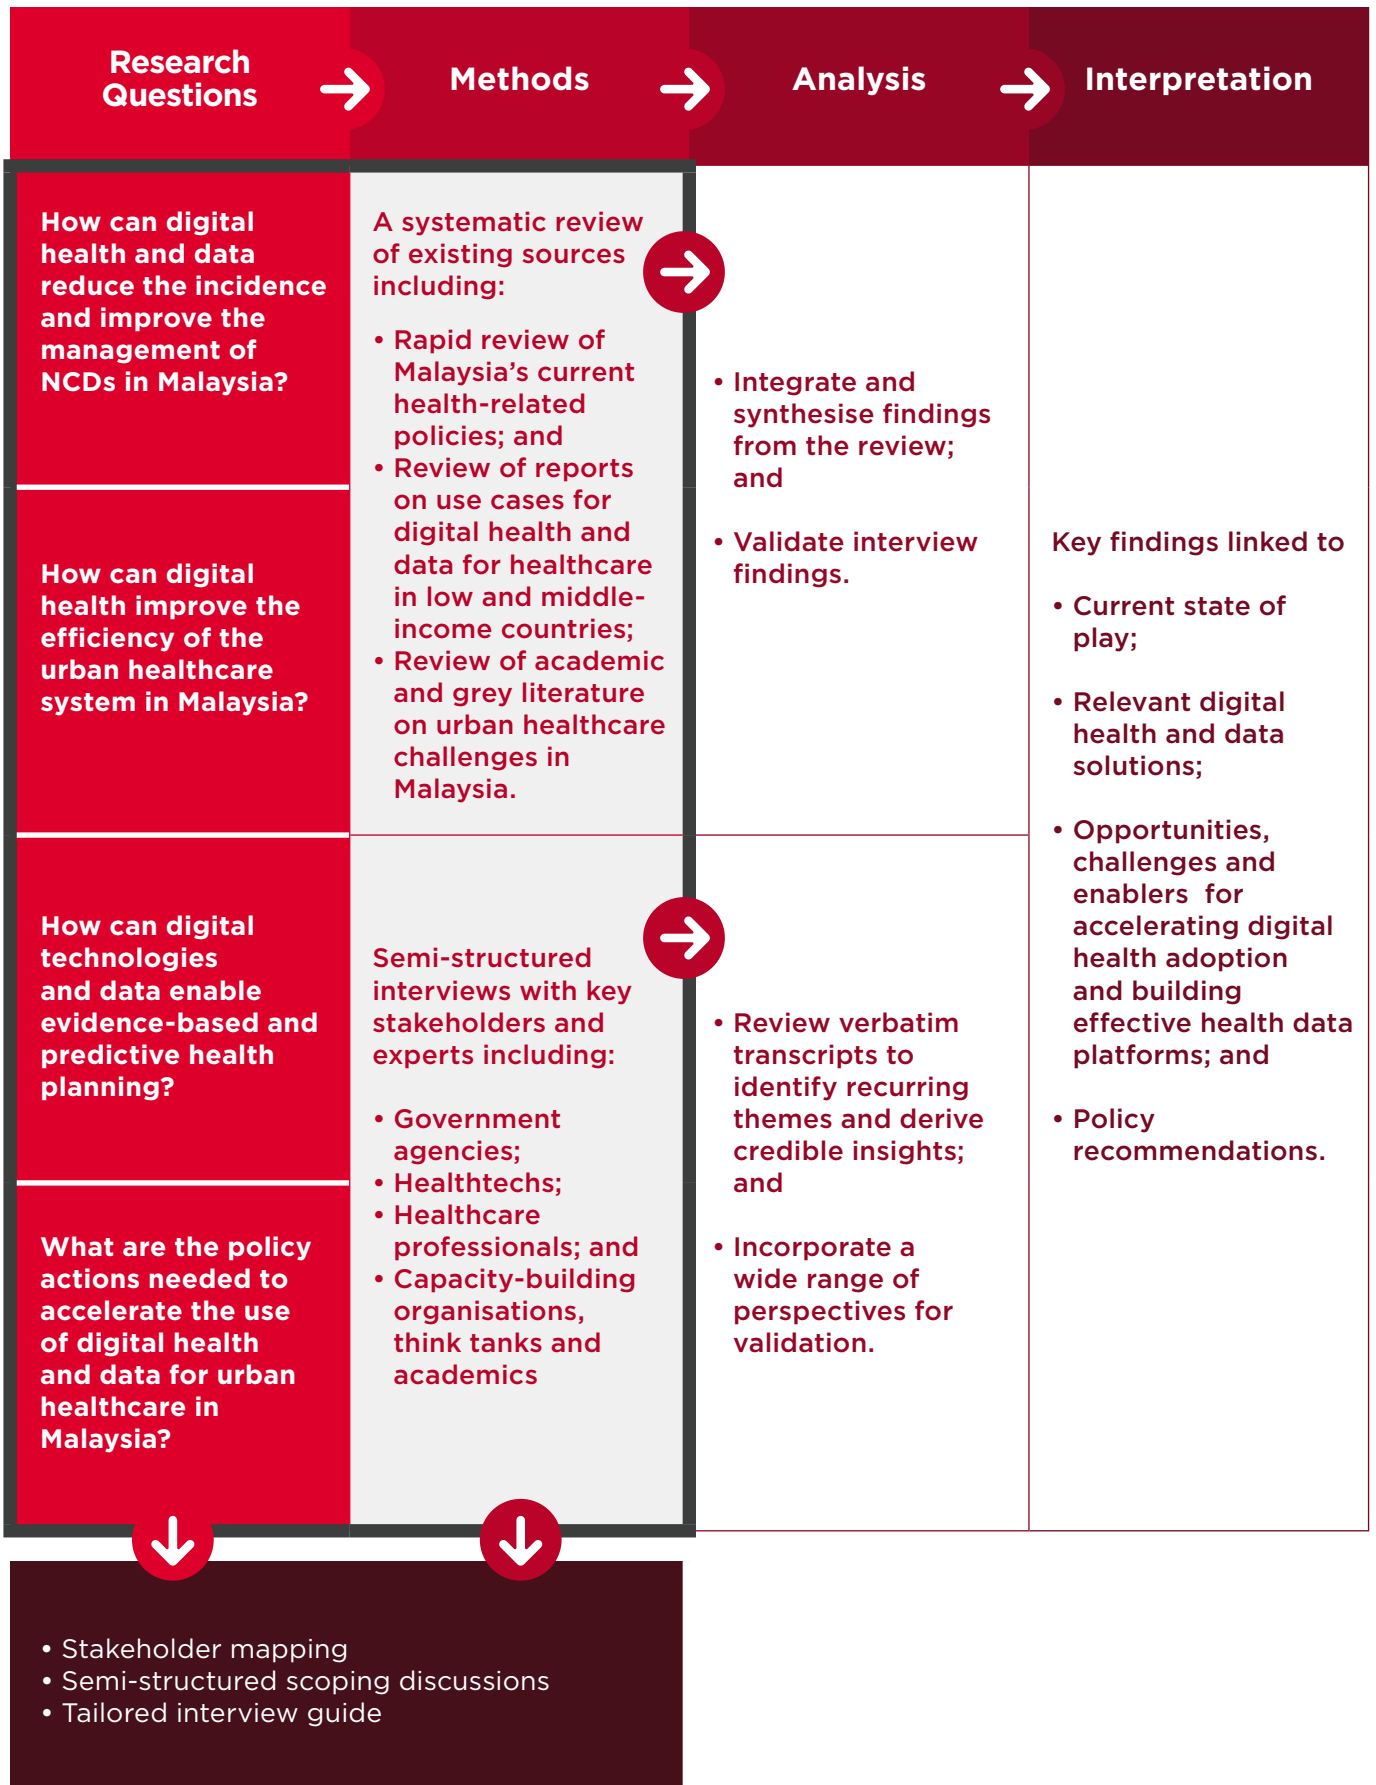 Research
Questions
Methods
Analysis
Interpretation
How can digital
health and data
reduce the incidence
and improve the
management of
NCDs in Malaysia?
How can digital
health improve the
efficiency of the
urban healthcare
system in Malaysia?
How can digital
technologies
and data enable
evidence-based and
predictive health
planning?
What are the policy
actions needed to
accelerate the use
of digital health
and data for urban
healthcare in
Malaysia?
A systematic review
of existing sources
including:
• Rapid review of
Malaysia’s current
health-related
policies; and
• Review of reports
on use cases for
digital health and
data for healthcare
in low and middle-
income countries;
• Review of academic
and grey literature
on urban healthcare
challenges in
Malaysia.
Semi-structured
interviews with key
stakeholders and
experts including:
• Government
agencies;
• Healthtechs;
• Healthcare
professionals; and
• Capacity-building
organisations,
think tanks and
academics
• Integrate and
synthesise findings
from the review;
and
• Validate interview
findings.
• Review verbatim
transcripts to
identify recurring
themes and derive
credible insights;
and
• Incorporate a
wide range of
perspectives for
validation.
Key findings linked to
• Current state of
play;
• Relevant digital
health and data
solutions;
• Opportunities,
challenges and
enablers for
accelerating digital
health adoption
and building
effective health data
platforms; and
• Policy
recommendations.
• Stakeholder mapping
• Semi-structured scoping discussions
• Tailored interview guide